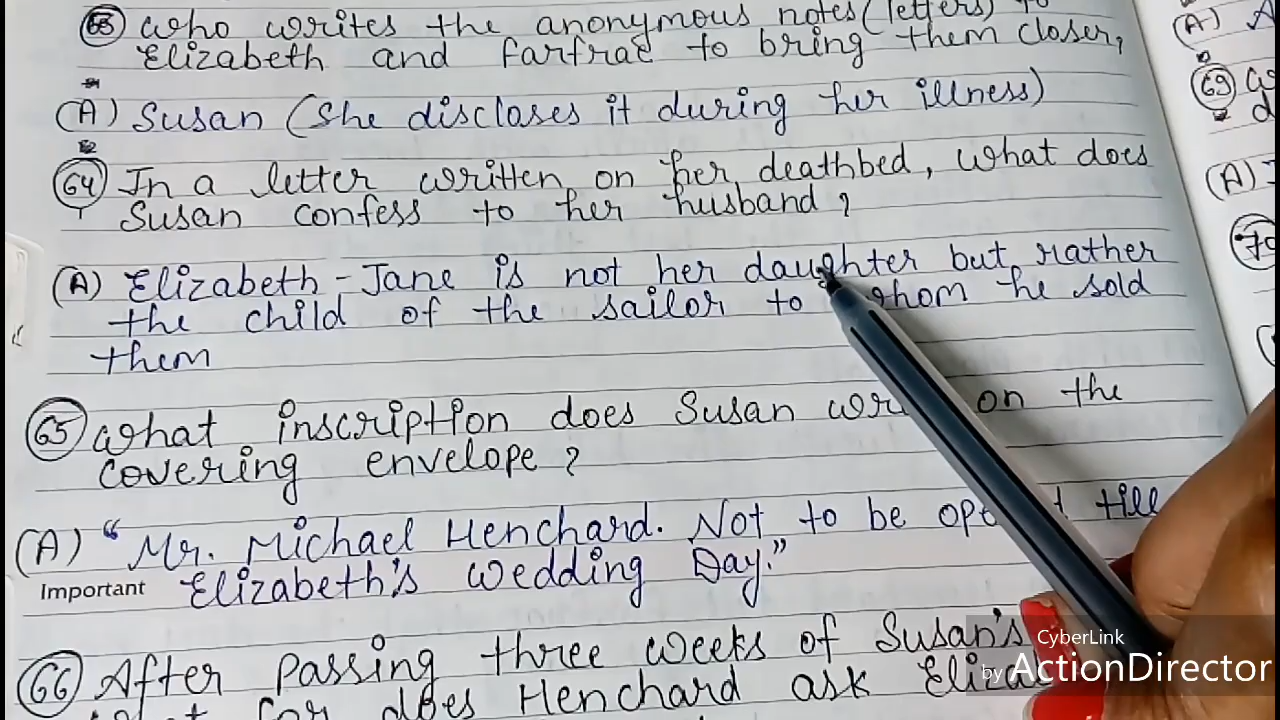 63 Who writes the anonymous notes (letters) to
Elizabeth and Farfrae to bring them closer,
(A) Susan (She discloses it during her illness)
64 In a letter written on her deathbed, what does
Susan confess to her husband?
(A) Elizabeth-Jane is not her daughter but rather
the child of the sailor to whom he sold
them
65 What inscription does Susan on the
covering envelope?
(A) "Mr. Michael Henchard. Not to be till
Important Elizabeth's Wedding Day."
66 After passing three weeks of Susan's
for does Henchard ask
(A)
69
(A)
CyberLink
by ActionDirector